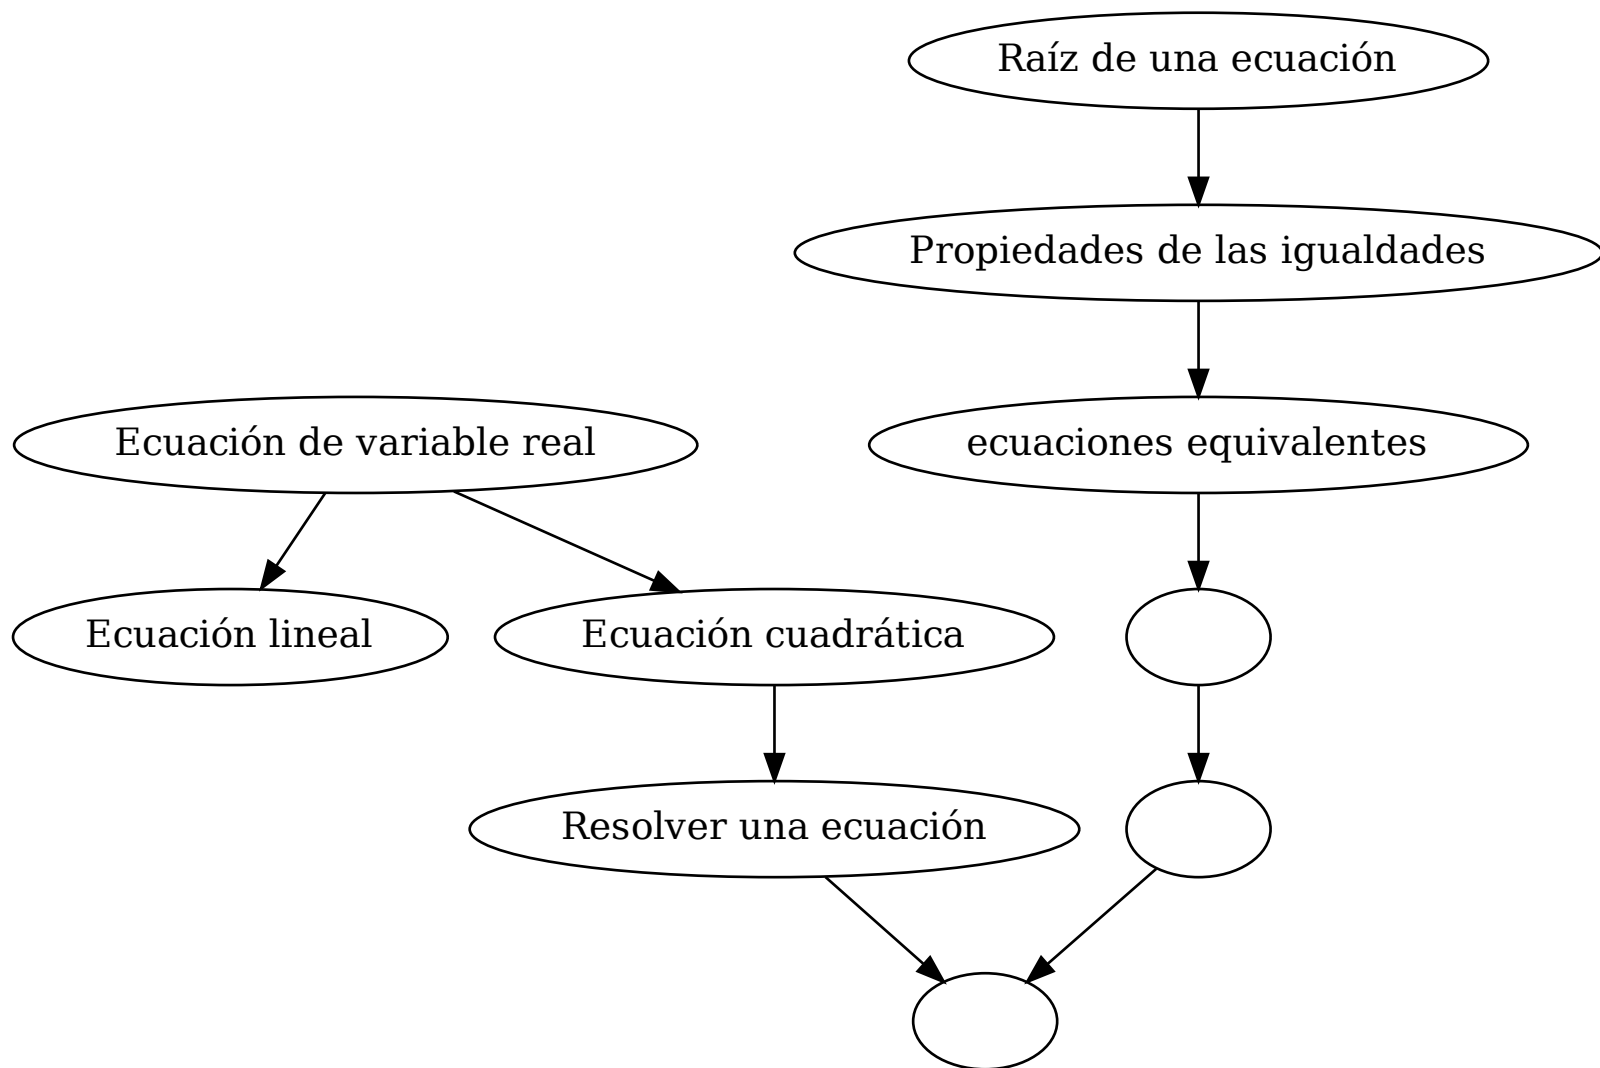 Raíz de una ecuación
Propiedades de las igualdades
Ecuación de variable real
ecuaciones equivalentes
Ecuación lineal
Ecuación cuadrática
Resolver una ecuación